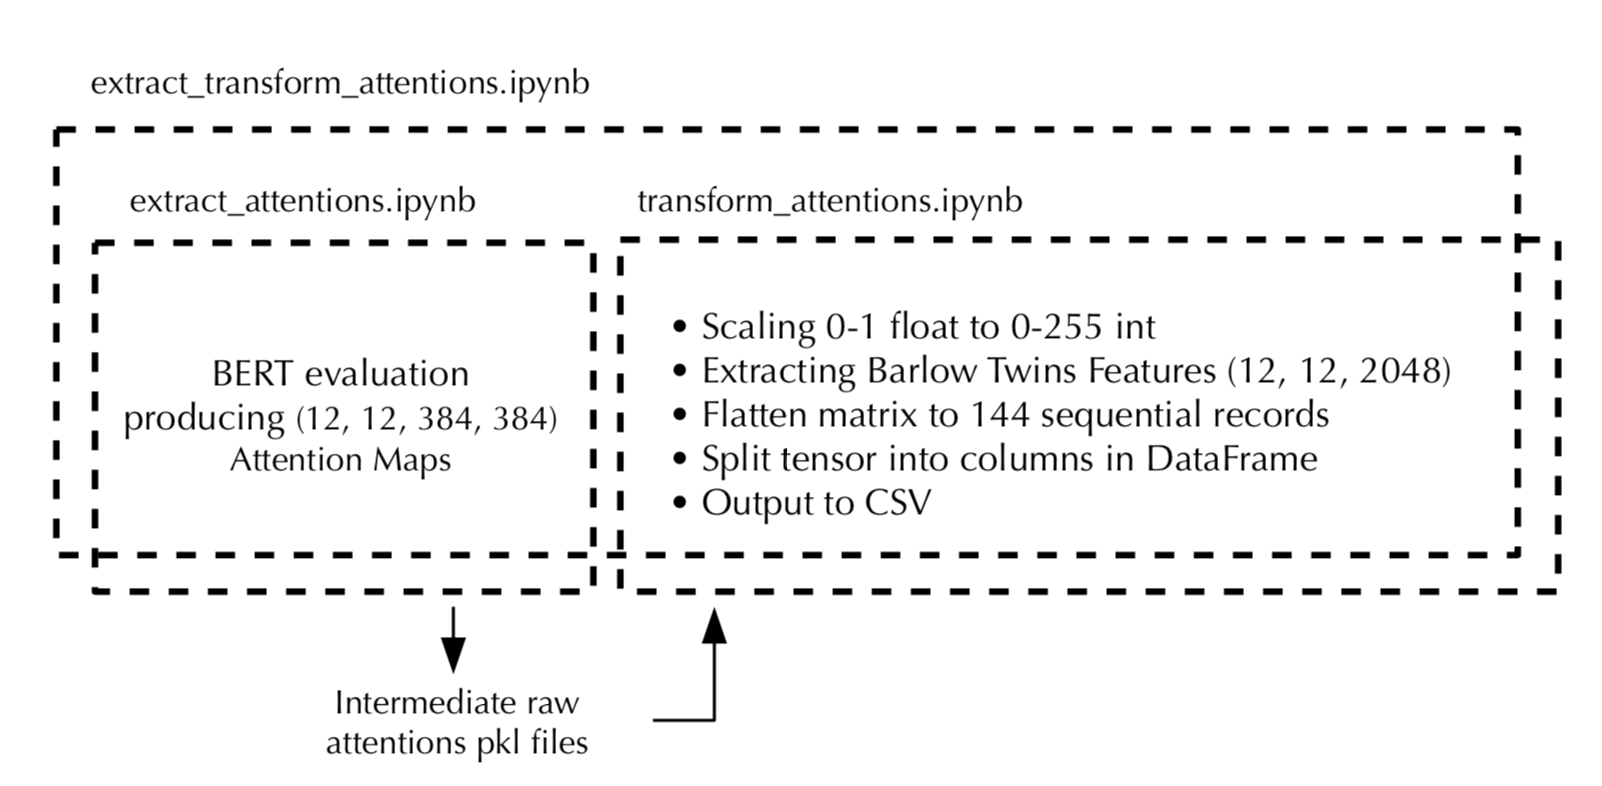 extract_transform_attentions.ipynb
extract_attentions.ipynb
transform_attentions.ipynb
BERT evaluation
producing (12, 12, 384, 384)
Attention Maps
• Scaling 0-1 float to 0-255 int
• Extracting Barlow Twins Features (12, 12, 2048)
• Flatten matrix to 144 sequential records
• Split tensor into columns in DataFrame
• Output to CSV
Intermediate raw
attentions pkl files